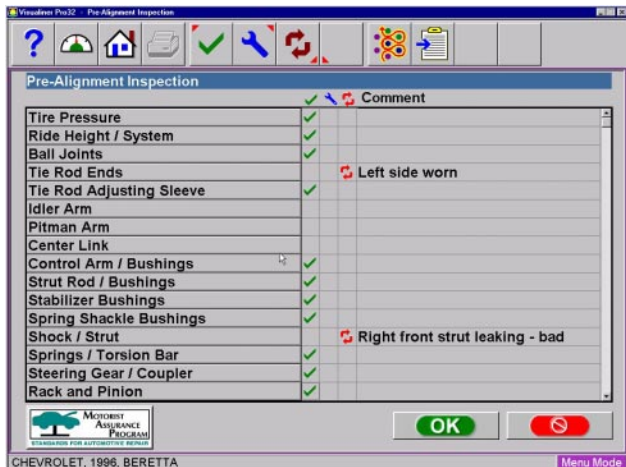 Visualiner Pro32 - Pre-Alignment Inspection
Pre-Alignment Inspection
Comment
Tire Pressure
Ride Height / System
Ball Joints
Tie Rod Ends Left side worn
Tie Rod Adjusting Sleeve
Idler Arm
Pitman Arm
Center Link
Control Arm / Bushings
Strut Rod / Bushings
Stabilizer Bushings
Spring Shackle Bushings
Shock / Strut Right front strut leaking - bad
Springs / Torsion Bar
Steering Gear / Coupler
Rack and Pinion
MOTORIST
ASSURANCE
PROGRAM
STANDARDS FOR AUTOMOTIVE REPAIR
OK
CHEVROLET, 1996, BERETTA Menu Mode